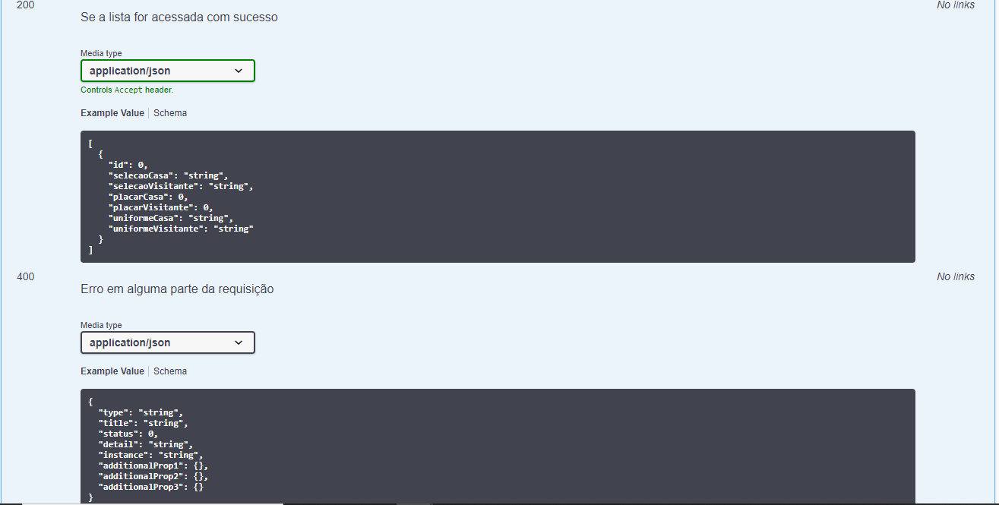 200 No links
Se a lista for acessada com sucesso
Media type
application/json
Controls Accept header.
Example Value Schema
[
{
"id": 0,
"selecaoCasa": "string",
"selecaoVisitante": "string",
"placarCasa": 0,
"placarVisitante": 0,
"uniformeCasa": "string",
"uniformeVisitante": "string"
}
]
400 No links
Erro em alguma parte da requisição
Media type
application/json
Example Value Schema
{
"type": "string",
"title": "string",
"status": 0,
"detail": "string",
"instance": "string",
"additionalProp1": {},
"additionalProp2": {},
"additionalProp3": {}
}